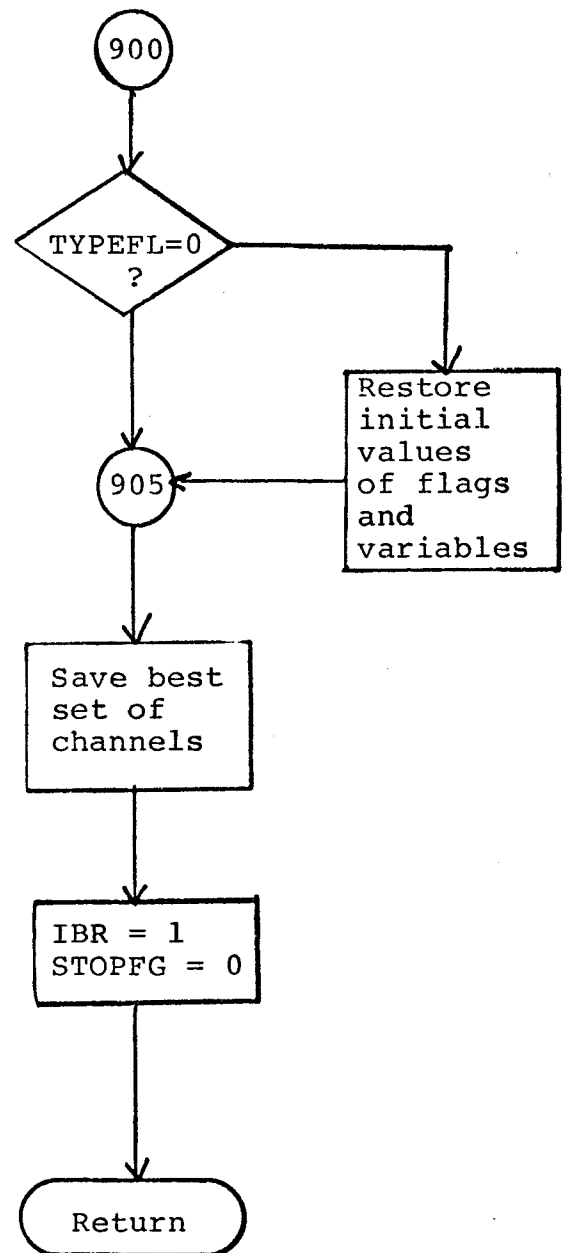 900
TYPEFL=0
?
Restore
initial
values
of flags
and
variables
905
Save best
set of
channels
IBR = 1
STOPFG = 0
Return